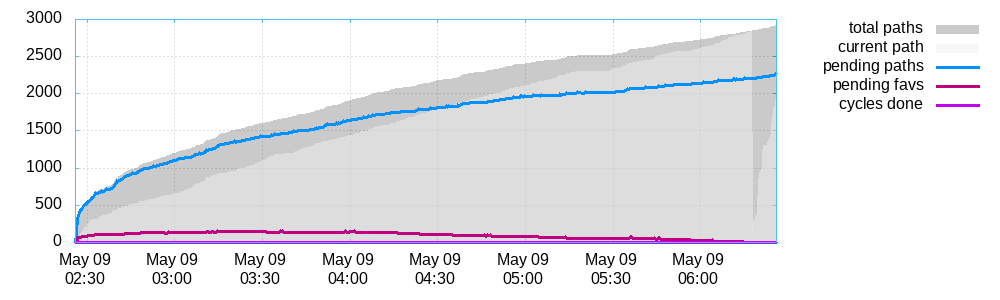 3000
2500
2000
1500
1000
500
0
May 09 May 09 May 09 May 09 May 09 May 09 May 09 May 09
02:30 03:00 03:30 04:00 04:30 05:00 05:30 06:00
total paths
current path
pending paths
pending favs
cycles done